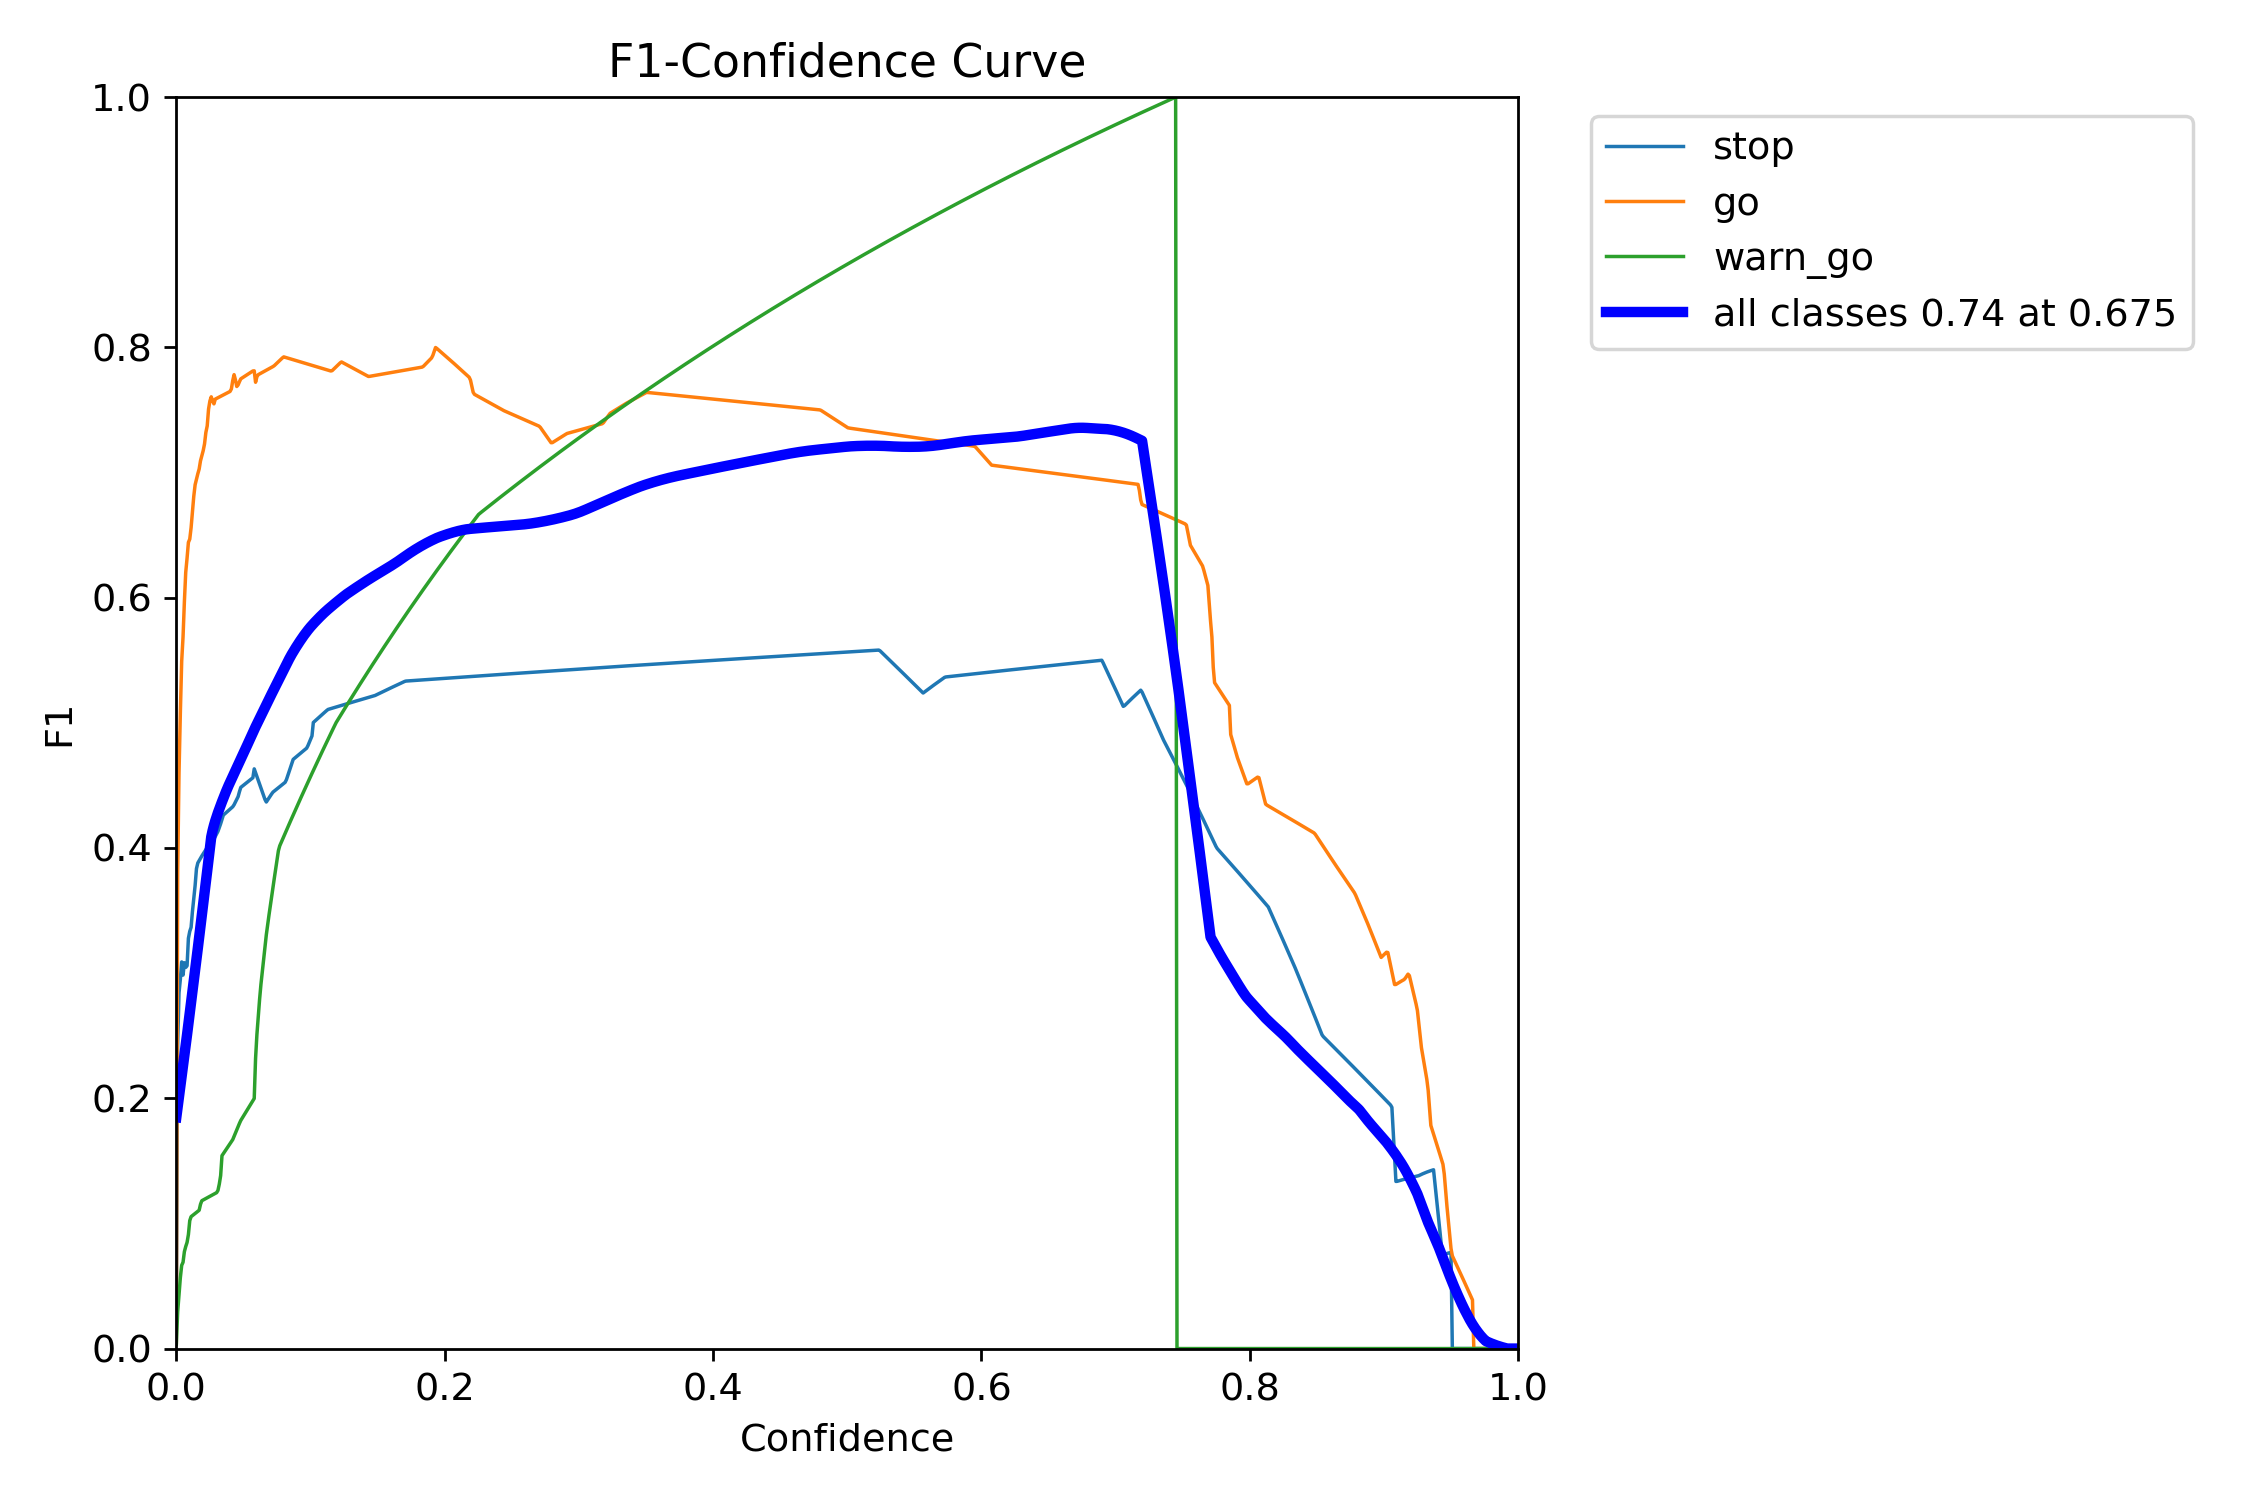 F1-Confidence Curve
1.0
0.8
0.6
0.4
0.2
0.0
F1
0.0 0.2 0.4 0.6 0.8 1.0
Confidence
stop
go
warn_go
all classes 0.74 at 0.675